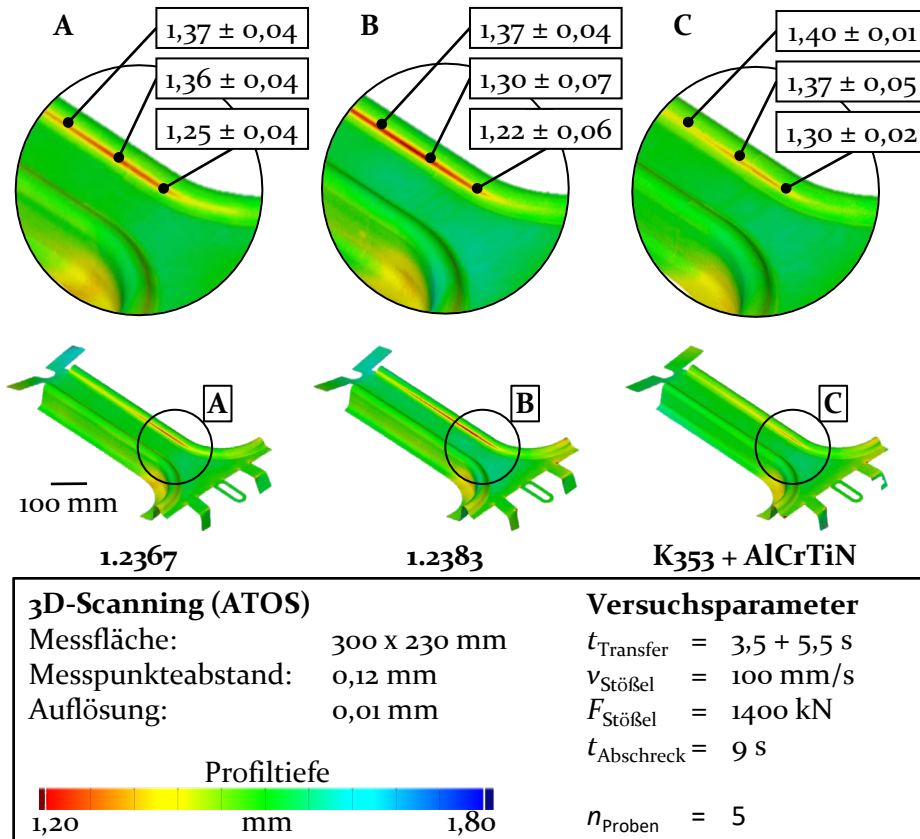 A
1,37 ± 0,04
1,36 ± 0,04
1,25 ± 0,04
B
1,37 ± 0,04
1,30 ± 0,07
1,22 ± 0,06
C
1,40 ± 0,01
1,37 ± 0,05
1,30 ± 0,02
A
B
C
100 mm
1.2367
1.2383
K353 + AlCrTiN
3D-Scanning (ATOS)
Messfläche: 300 x 230 mm
Messpunkteabstand: 0,12 mm
Auflösung: 0,01 mm
Profiltiefe
1,20 mm 1,80
Versuchsparameter
tTransfer = 3,5 + 5,5 s
vStößel = 100 mm/s
FStößel = 1400 kN
tAbschreck = 9 s
nProben = 5